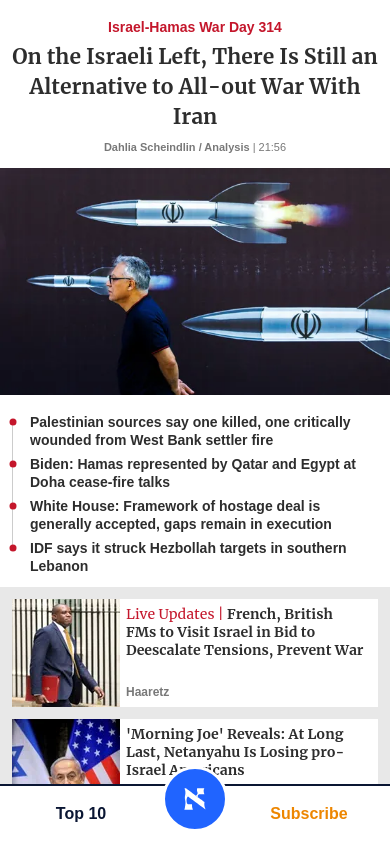 Israel-Hamas War Day 314
On the Israeli Left, There Is Still an
Alternative to All-out War With
Iran
Dahlia Scheindlin / Analysis | 21:56
Palestinian sources say one killed, one critically
wounded from West Bank settler fire
Biden: Hamas represented by Qatar and Egypt at
Doha cease-fire talks
White House: Framework of hostage deal is
generally accepted, gaps remain in execution
IDF says it struck Hezbollah targets in southern
Lebanon
Live Updates | French, British
FMs to Visit Israel in Bid to
Deescalate Tensions, Prevent War
Haaretz
'Morning Joe' Reveals: At Long
Last, Netanyahu Is Losing pro-
Israel Americans
Top 10
Subscribe